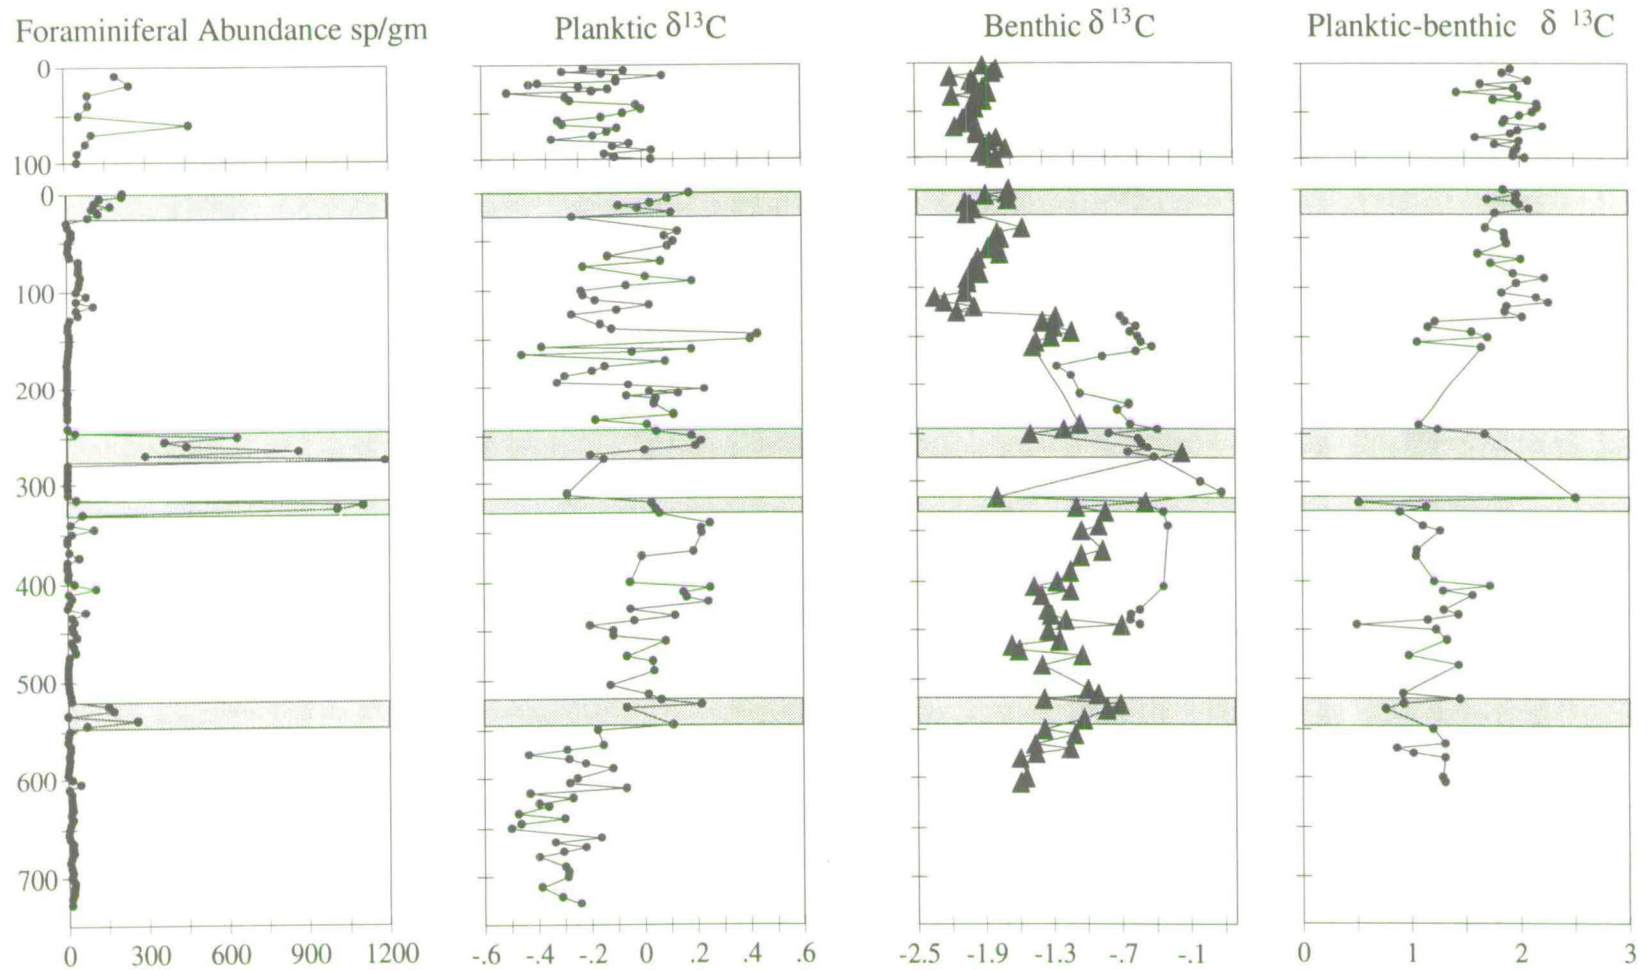 Foraminiferal Abundance sp/gm
Planktic δ¹³C
Benthic δ ¹³C
Planktic-benthic δ ¹³C
0
100
0
100
200
300
400
500
600
700
0 300 600 900 1200
-.6 -.4 -.2 0 .2 .4 .6
-2.5 -1.9 -1.3 -.7 -.1
0 1 2 3